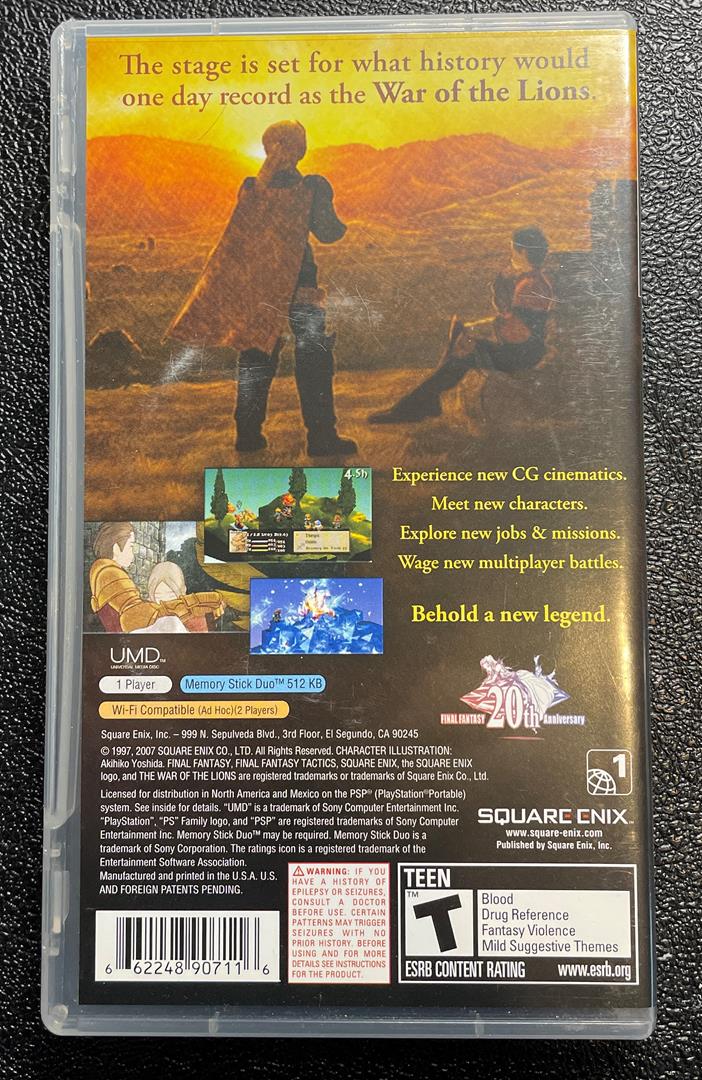 The stage is set for what history would
one day record as the War of the Lions.
4.5h
Experience new CG cinematics.
Meet new characters.
Explore new jobs & missions.
Wage new multiplayer battles.
Behold a new legend.
UMD™
UNIVERSAL MEDIA DISC
1 Player
Memory Stick Duo™ 512 KB
Wi-Fi Compatible (Ad Hoc)(2 Players)
FINAL FANTASY 20th Anniversary
Square Enix, Inc. – 999 N. Sepulveda Blvd., 3rd Floor, El Segundo, CA 90245
© 1997, 2007 SQUARE ENIX CO., LTD. All Rights Reserved. CHARACTER ILLUSTRATION:
Akihiko Yoshida. FINAL FANTASY, FINAL FANTASY TACTICS, SQUARE ENIX, the SQUARE ENIX
logo, and THE WAR OF THE LIONS are registered trademarks or trademarks of Square Enix Co., Ltd.
Licensed for distribution in North America and Mexico on the PSP® (PlayStation®Portable)
system. See inside for details. "UMD" is a trademark of Sony Computer Entertainment Inc.
"PlayStation", "PS" Family logo, and "PSP" are registered trademarks of Sony Computer
Entertainment Inc. Memory Stick Duo™ may be required. Memory Stick Duo is a
trademark of Sony Corporation. The ratings icon is a registered trademark of the
Entertainment Software Association.
Manufactured and printed in the U.S.A. U.S.
AND FOREIGN PATENTS PENDING.
1
SQUARE ENIX™
www.square-enix.com
Published by Square Enix, Inc.
6 62248 90711 6
WARNING: IF YOU
HAVE A HISTORY OF
EPILEPSY OR SEIZURES,
CONSULT A DOCTOR
BEFORE USE. CERTAIN
PATTERNS MAY TRIGGER
SEIZURES WITH NO
PRIOR HISTORY. BEFORE
USING AND FOR MORE
DETAILS SEE INSTRUCTIONS
FOR THE PRODUCT.
TEEN
T™
Blood
Drug Reference
Fantasy Violence
Mild Suggestive Themes
ESRB CONTENT RATING www.esrb.org